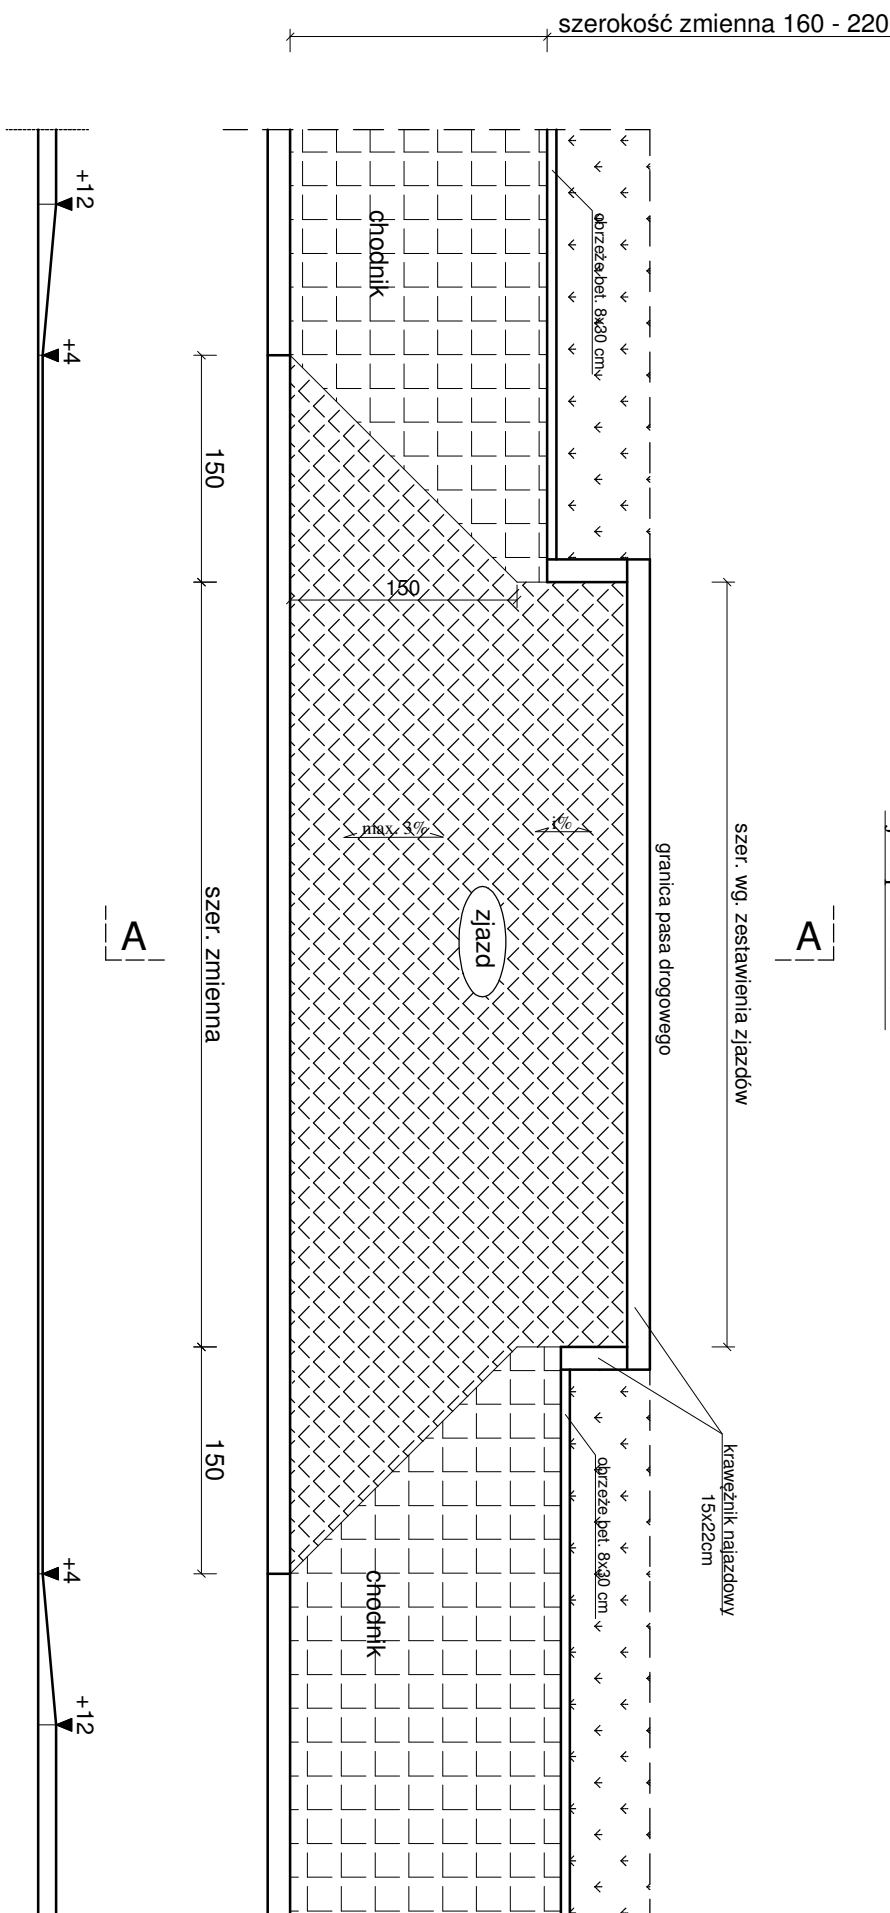 szerokość zmienna 160 - 220
+12
chodnik
obrzeże bet. 8x30 cm
+4
150
150
max. 3%
i%
szer. wg. zestawienia zjazdów
granica pasa drogowego
zjazd
A
A
szer. zmienna
150
krawężnik najazdowy
15x22cm
obrzeże bet. 8x30 cm
+4
chodnik
+12